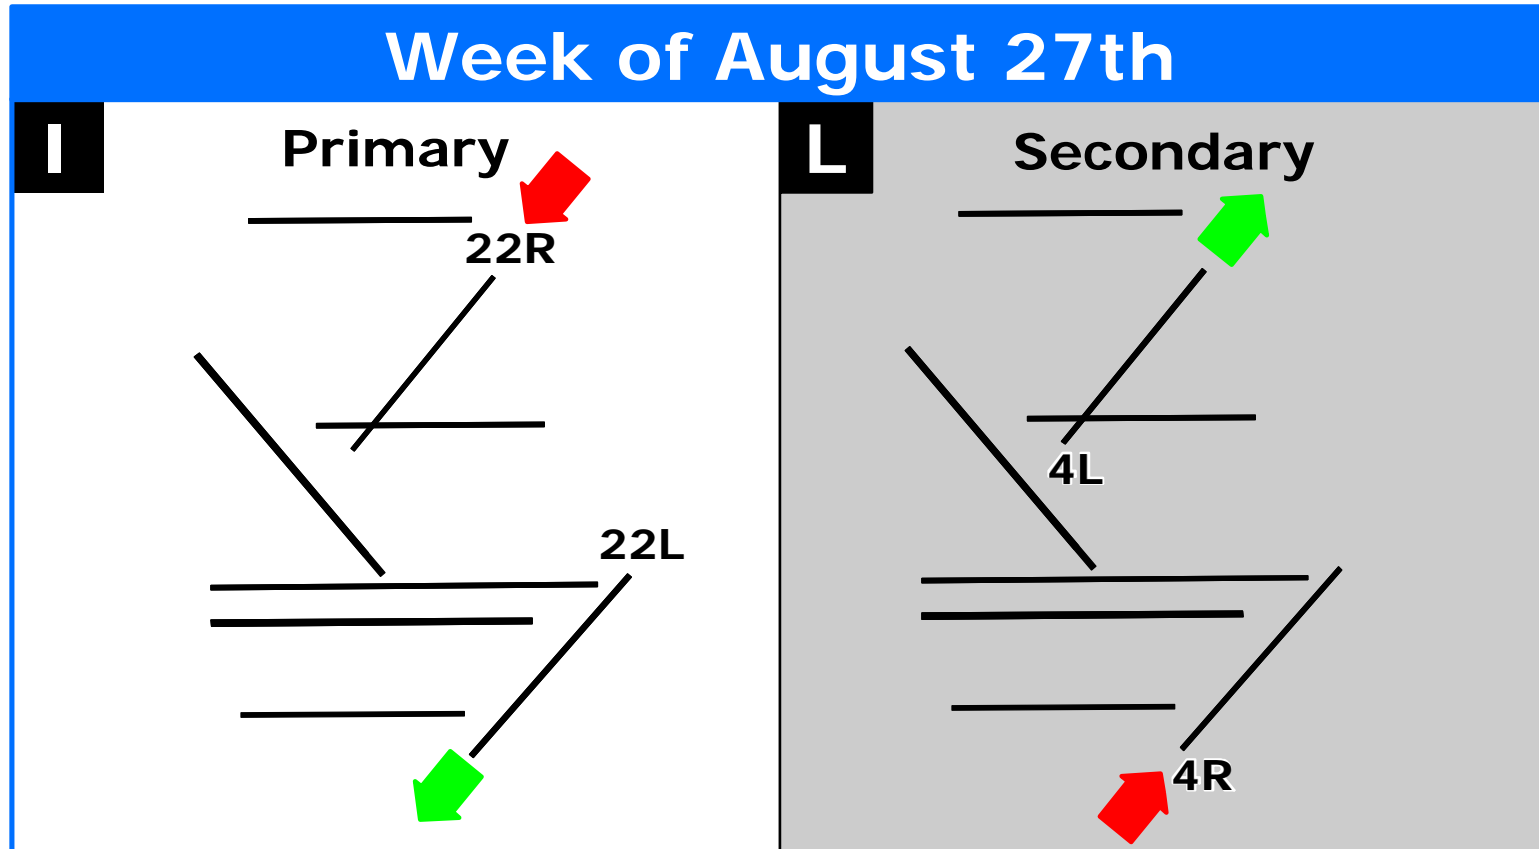 Week of August 27th
I
Primary
22R
22L
L
Secondary
4L
4R